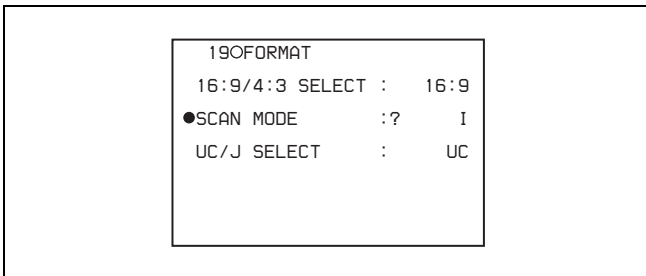 19○FORMAT
16:9/4:3 SELECT : 16:9
●SCAN MODE :? I
UC/J SELECT : UC